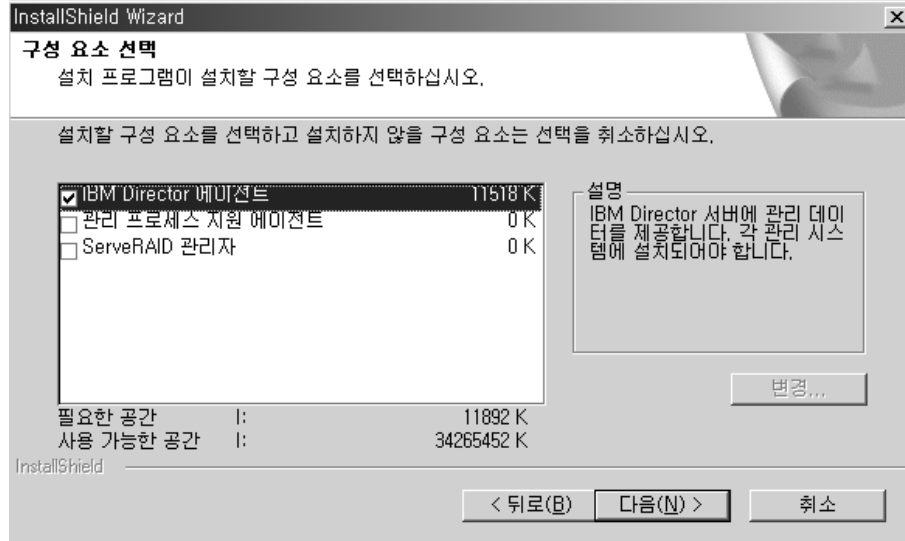 InstallShield Wizard
구성 요소 선택
설치 프로그램이 설치할 구성 요소를 선택하십시오.
설치할 구성 요소를 선택하고 설치하지 않을 구성 요소는 선택을 취소하십시오.
IBM Director 에이전트 11518 K
관리 프로세스 지원 에이전트 0 K
ServeRAID 관리자 0 K
설명
IBM Director 서버에 관리 데이
터를 제공합니다. 각 관리 시스
템에 설치되어야 합니다.
변경...
필요한 공간 I: 11892 K
사용 가능한 공간 I: 34265452 K
InstallShield
< 뒤로(B) 다음(N) > 취소